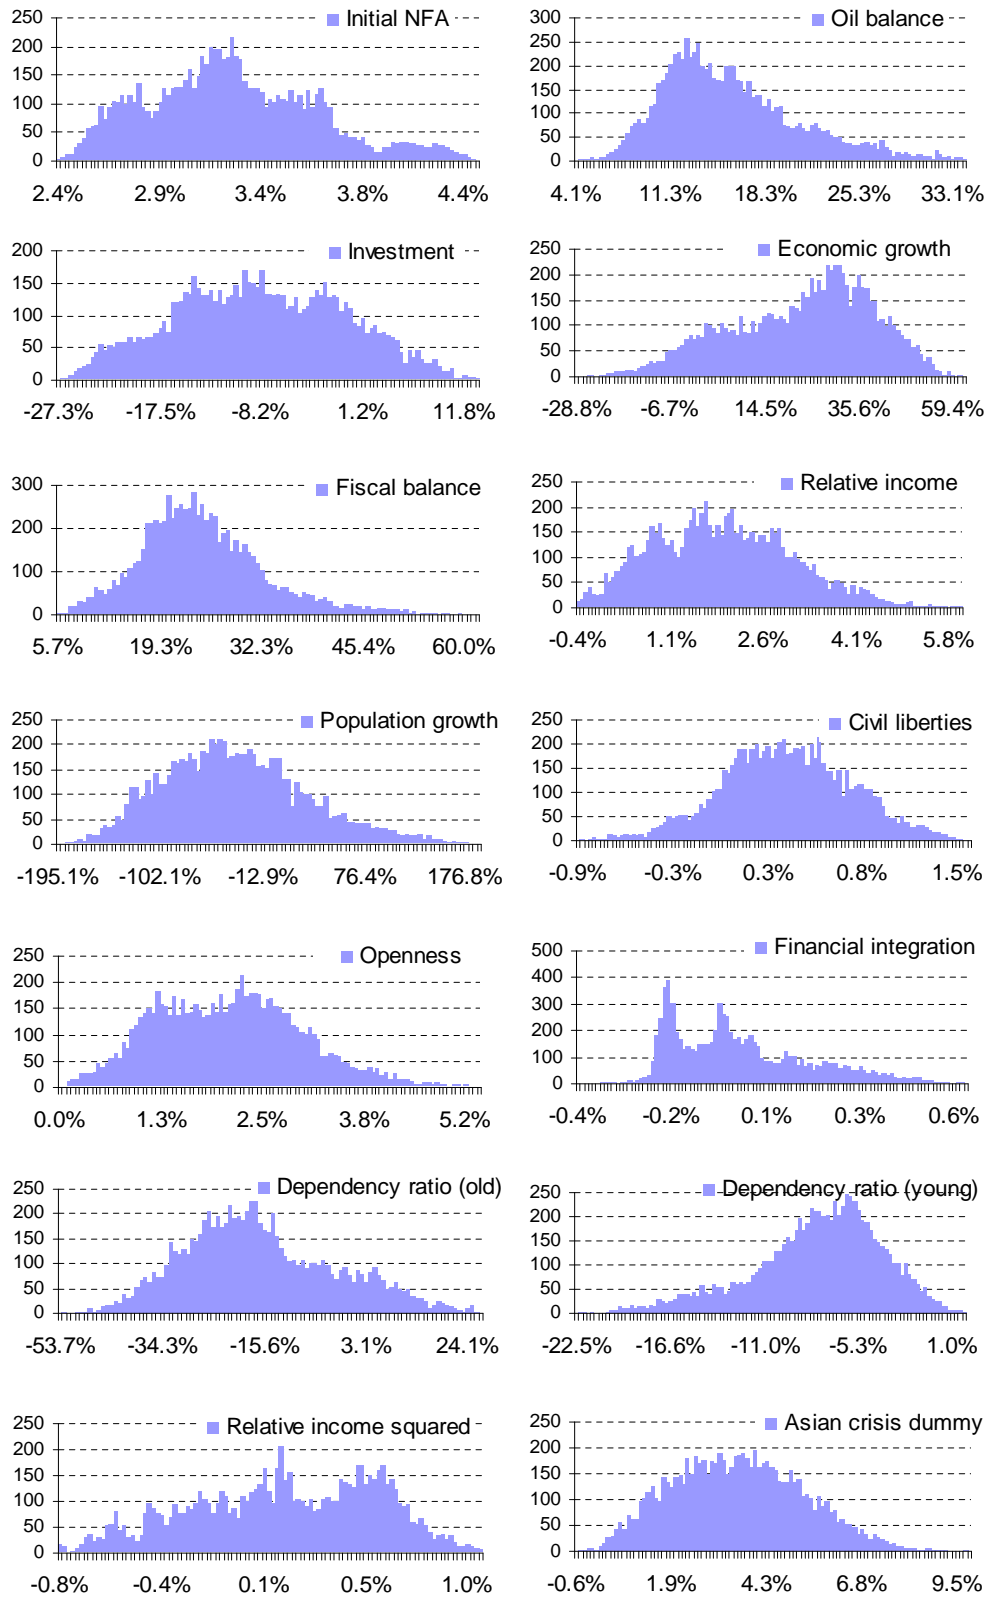 Initial NFA
250
200
150
100
50
0
2.4% 2.9% 3.4% 3.8% 4.4%
Oil balance
300
250
200
150
100
50
0
4.1% 11.3% 18.3% 25.3% 33.1%
Investment
200
150
100
50
0
-27.3% -17.5% -8.2% 1.2% 11.8%
Economic growth
250
200
150
100
50
0
-28.8% -6.7% 14.5% 35.6% 59.4%
Fiscal balance
300
200
100
0
5.7% 19.3% 32.3% 45.4% 60.0%
Relative income
250
200
150
100
50
0
-0.4% 1.1% 2.6% 4.1% 5.8%
Population growth
250
200
150
100
50
0
-195.1% -102.1% -12.9% 76.4% 176.8%
Civil liberties
250
200
150
100
50
0
-0.9% -0.3% 0.3% 0.8% 1.5%
Openness
250
200
150
100
50
0
0.0% 1.3% 2.5% 3.8% 5.2%
Financial integration
500
400
300
200
100
0
-0.4% -0.2% 0.1% 0.3% 0.6%
Dependency ratio (old)
250
200
150
100
50
0
-53.7% -34.3% -15.6% 3.1% 24.1%
Dependency ratio (young)
250
200
150
100
50
0
-22.5% -16.6% -11.0% -5.3% 1.0%
Relative income squared
250
200
150
100
50
0
-0.8% -0.4% 0.1% 0.5% 1.0%
Asian crisis dummy
250
200
150
100
50
0
-0.6% 1.9% 4.3% 6.8% 9.5%